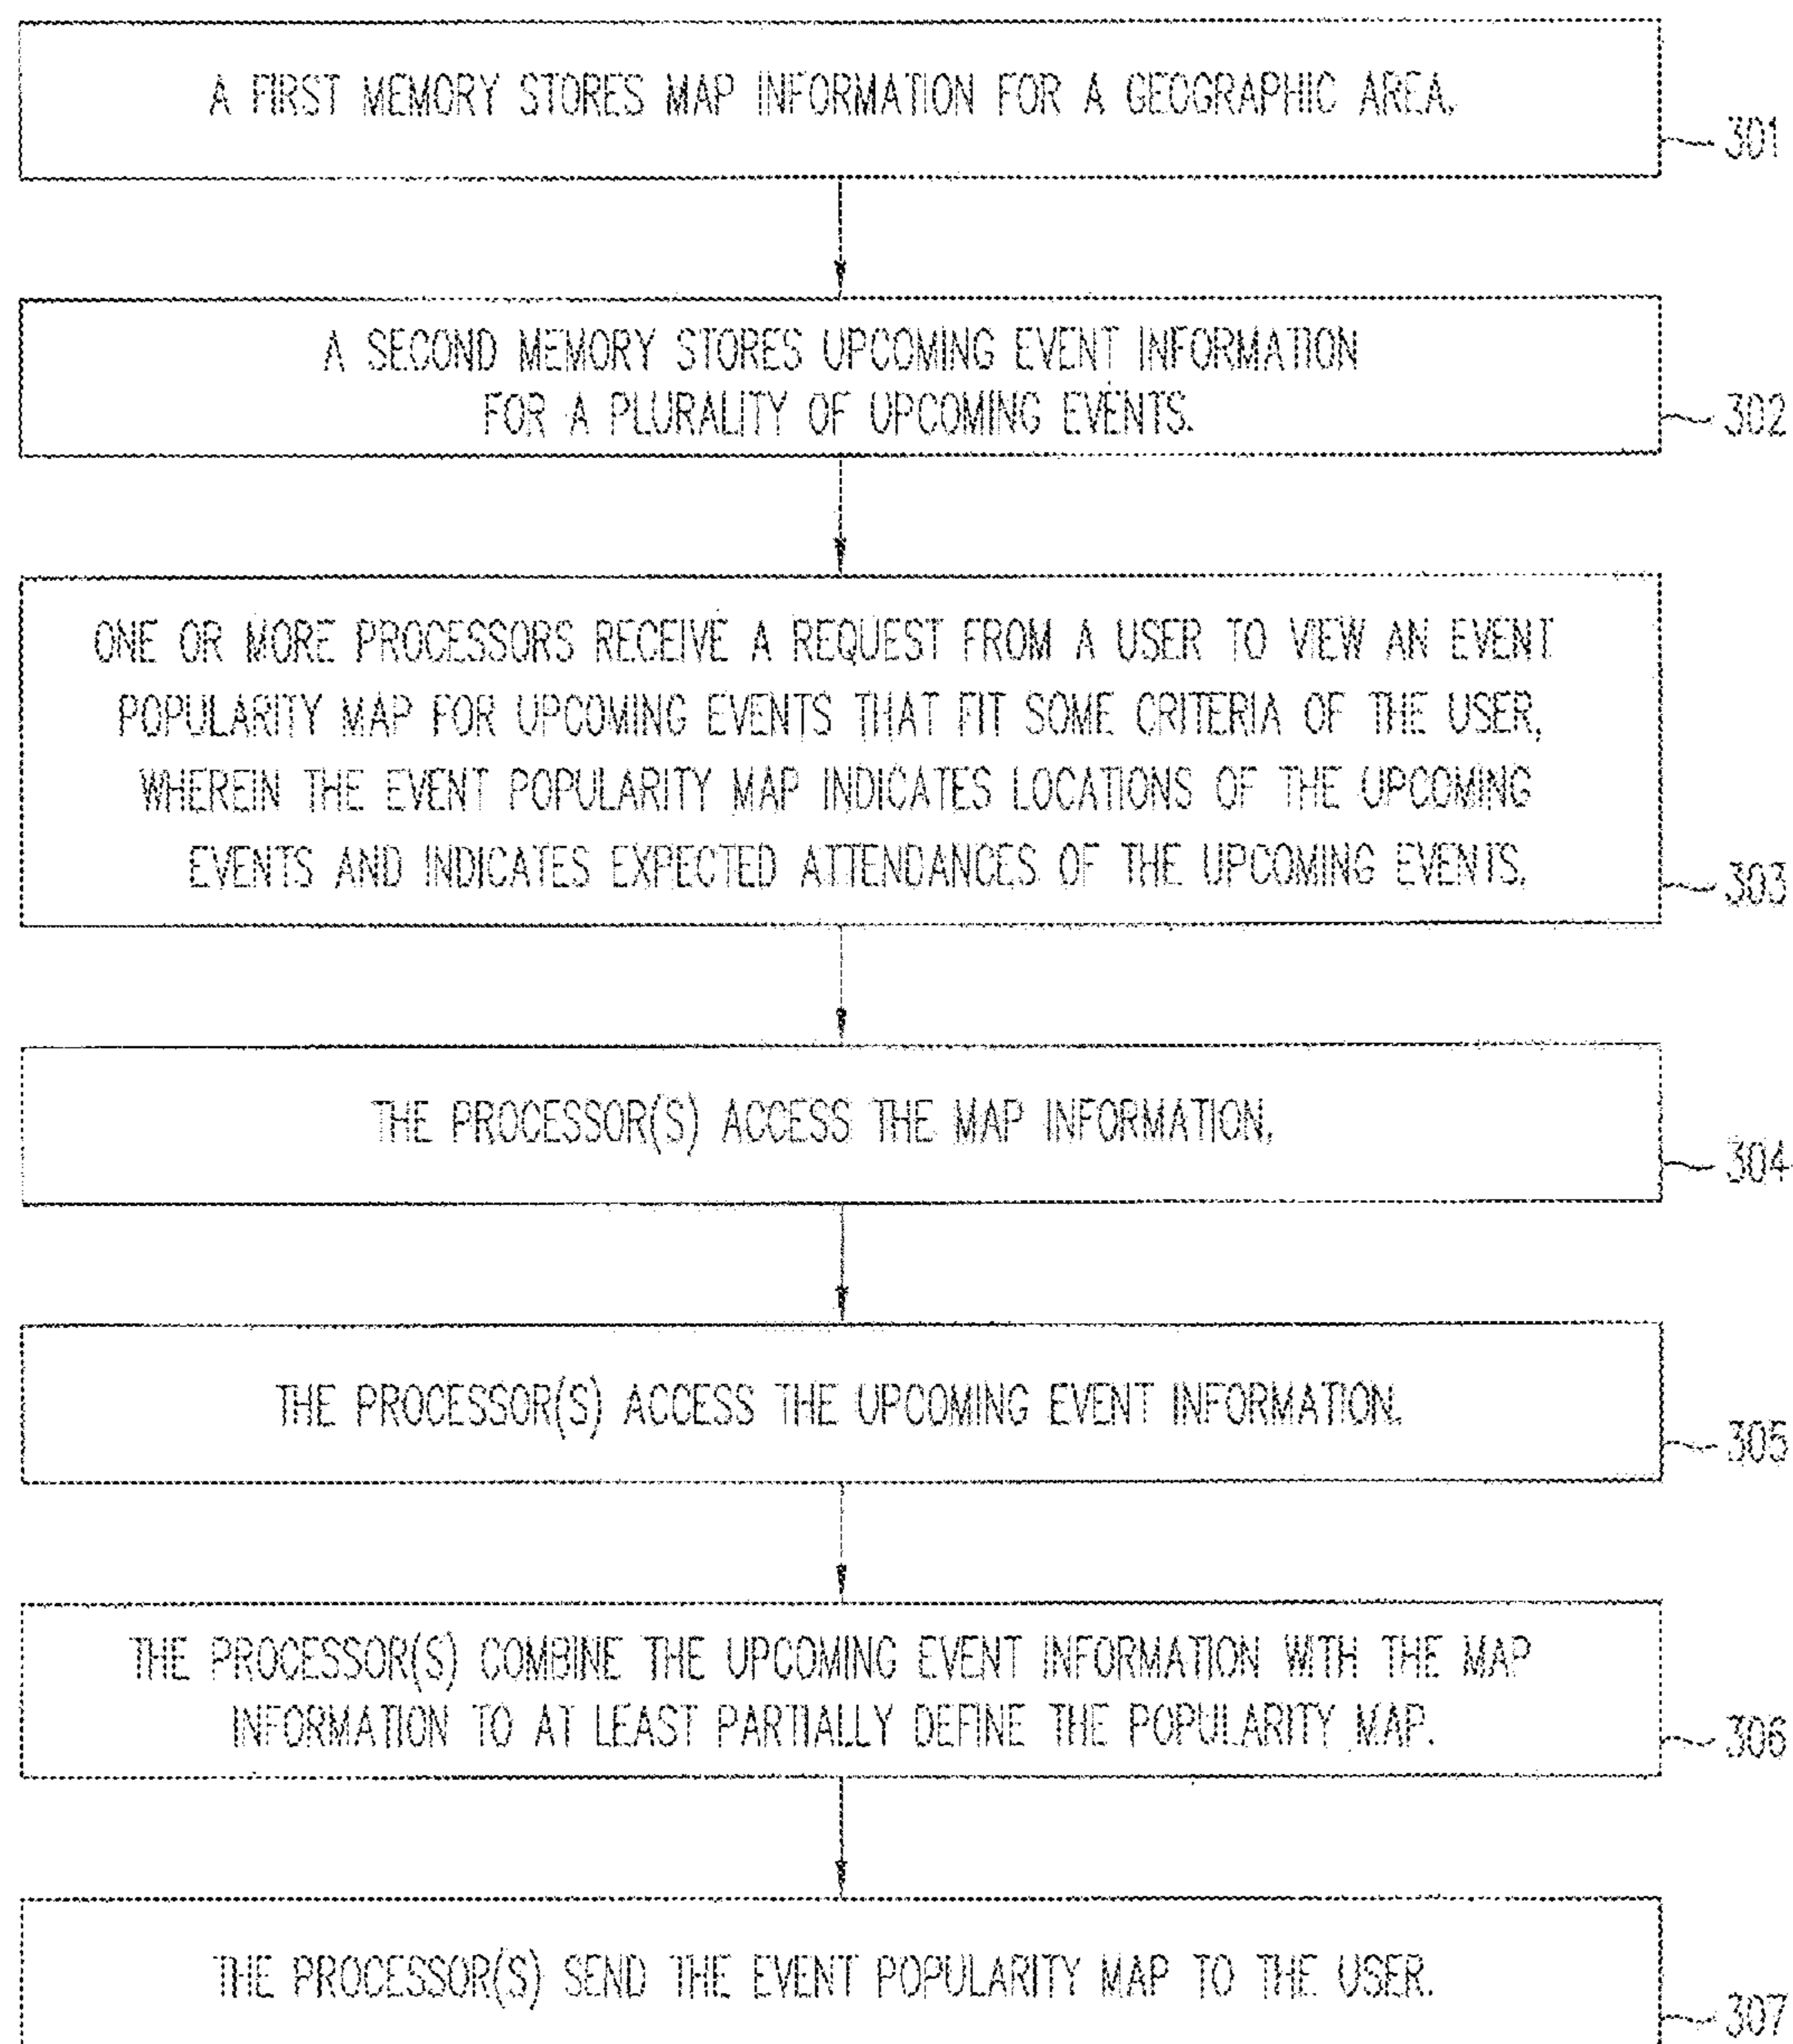 A FIRST MEMORY STORES MAP INFORMATION FOR A GEOGRAPHIC AREA.
301
A SECOND MEMORY STORES UPCOMING EVENT INFORMATION
FOR A PLURALITY OF UPCOMING EVENTS.
302
ONE OR MORE PROCESSORS RECEIVE A REQUEST FROM A USER TO VIEW AN EVENT
POPULARITY MAP FOR UPCOMING EVENTS THAT FIT SOME CRITERIA OF THE USER,
WHEREIN THE EVENT POPULARITY MAP INDICATES LOCATIONS OF THE UPCOMING
EVENTS AND INDICATES EXPECTED ATTENDANCES OF THE UPCOMING EVENTS.
303
THE PROCESSOR(S) ACCESS THE MAP INFORMATION.
304
THE PROCESSOR(S) ACCESS THE UPCOMING EVENT INFORMATION.
305
THE PROCESSOR(S) COMBINE THE UPCOMING EVENT INFORMATION WITH THE MAP
INFORMATION TO AT LEAST PARTIALLY DEFINE THE POPULARITY MAP.
306
THE PROCESSOR(S) SEND THE EVENT POPULARITY MAP TO THE USER.
307